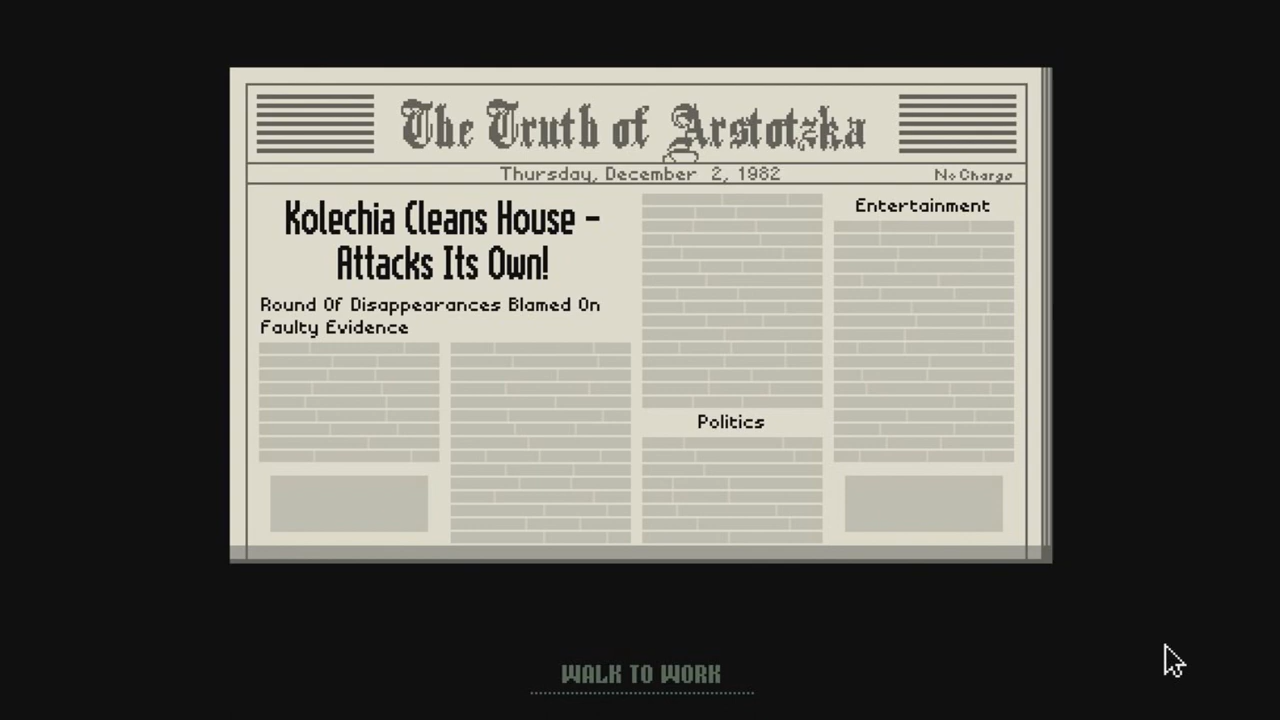 The Truth of Arstotzka
Thursday, December 2, 1982
No Charge
Kolechia Cleans House -
Attacks Its Own!
Round Of Disappearances Blamed On
Faulty Evidence
Politics
Entertainment
WALK TO WORK